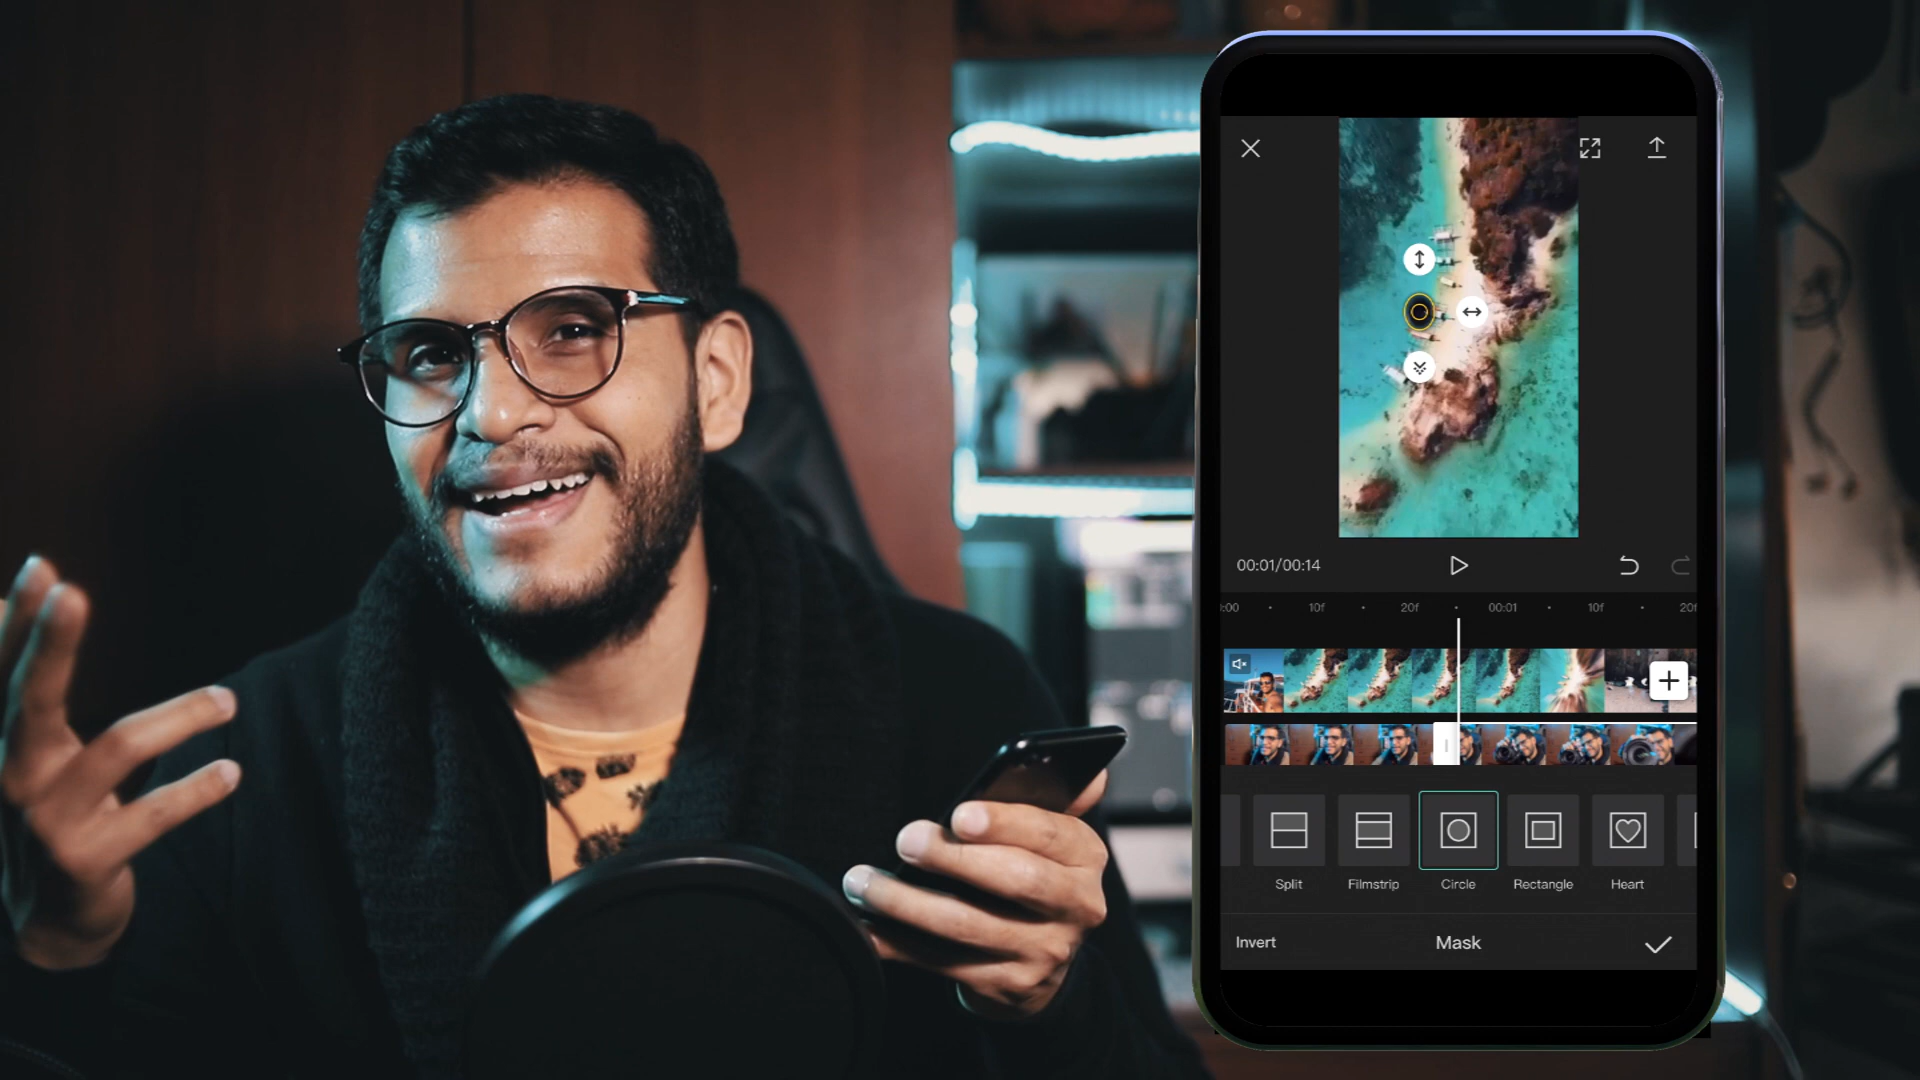 00:01/00:14
:00 10f 20f 00:01 10f 20f
Split Filmstrip Circle Rectangle Heart
Invert Mask